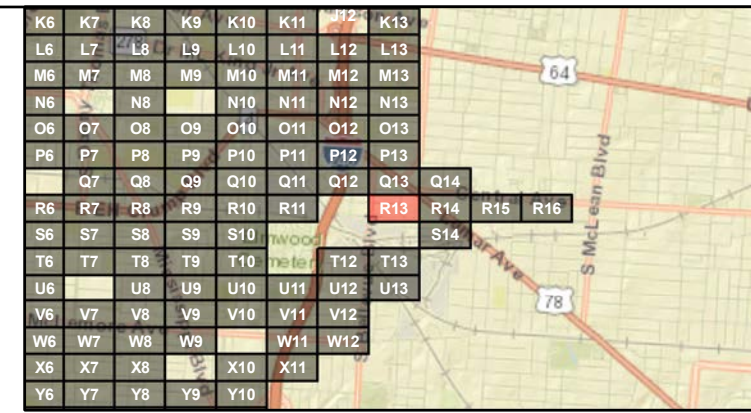 K6 K7 K8 K9 K10 K11 J12 K13
L6 L7 L8 L9 L10 L11 L12 L13
M6 M7 M8 M9 M10 M11 M12 M13
64
N6 N8 N10 N11 N12 N13
O6 O7 O8 O9 O10 O11 O12 O13
P6 P7 P8 P9 P10 P11 P12 P13
S McLean Blvd
Q7 Q8 Q9 Q10 Q11 Q12 Q13 Q14
Central Ave
R6 R7 R8 R9 R10 R11 R13 R14 R15 R16
S6 S7 S8 S9 S10 S14
T6 T7 T8 T9 T10 T12 T13
U6 U8 U9 U10 U11 U12 U13
78
V6 V7 V8 V9 V10 V11 V12
W6 W7 W8 W9 W11 W12
X6 X7 X8 X10 X11
Y6 Y7 Y8 Y9 Y10